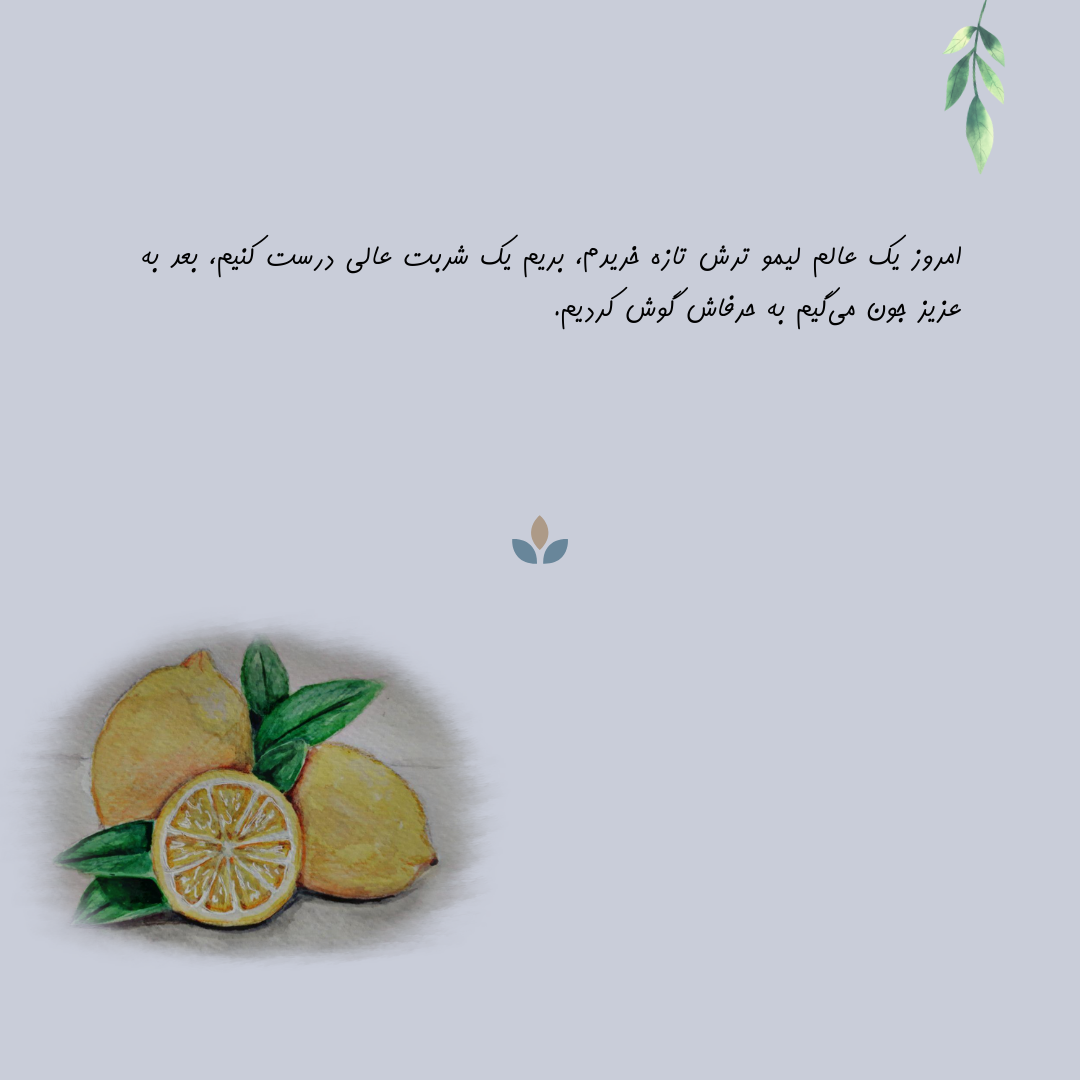 امروز یک عالم لیمو ترش تازه خریدم، بریم یک شربت عالی درست کنیم، بعد به
عزیز جون می‌گیم به حرفاش گوش کردیم.